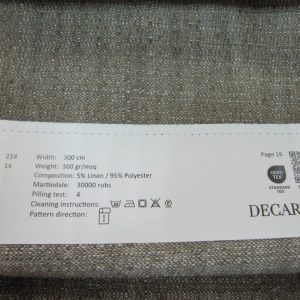 214 Width: 300 cm
14 Weight: 360 gr/msq
Composition: 5% Linen / 95% Polyester
Martindale: 30000 rubs
Pilling test: 4
Cleaning instructions:
Pattern direction:
Page 16
OEKO
TEX
STANDARD
100
DECAR